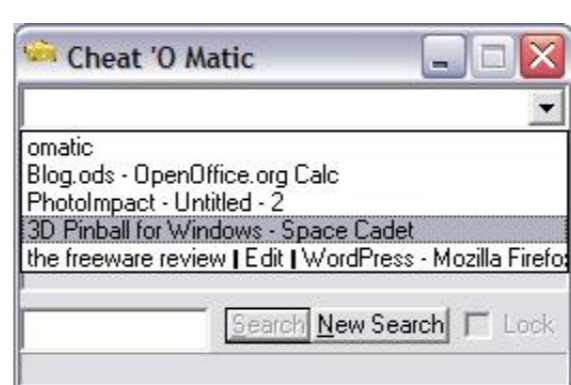 Cheat 'O Matic
omatic
Blog.ods - OpenOffice.org Calc
PhotoImpact - Untitled - 2
3D Pinball for Windows - Space Cadet
the freeware review | Edit | WordPress - Mozilla Firefo
Search New Search Lock